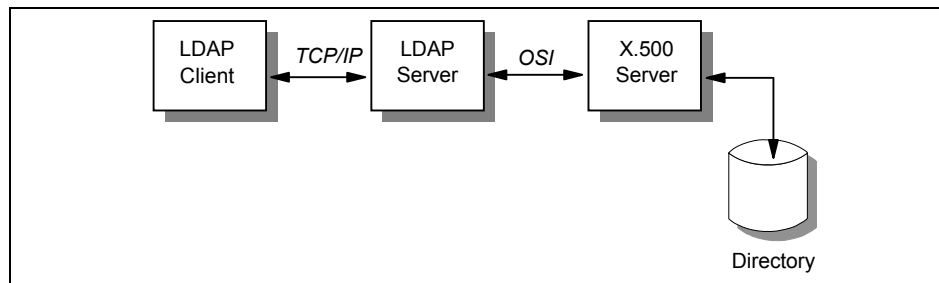 LDAP
Client
TCP/IP
LDAP
Server
OSI
X.500
Server
Directory